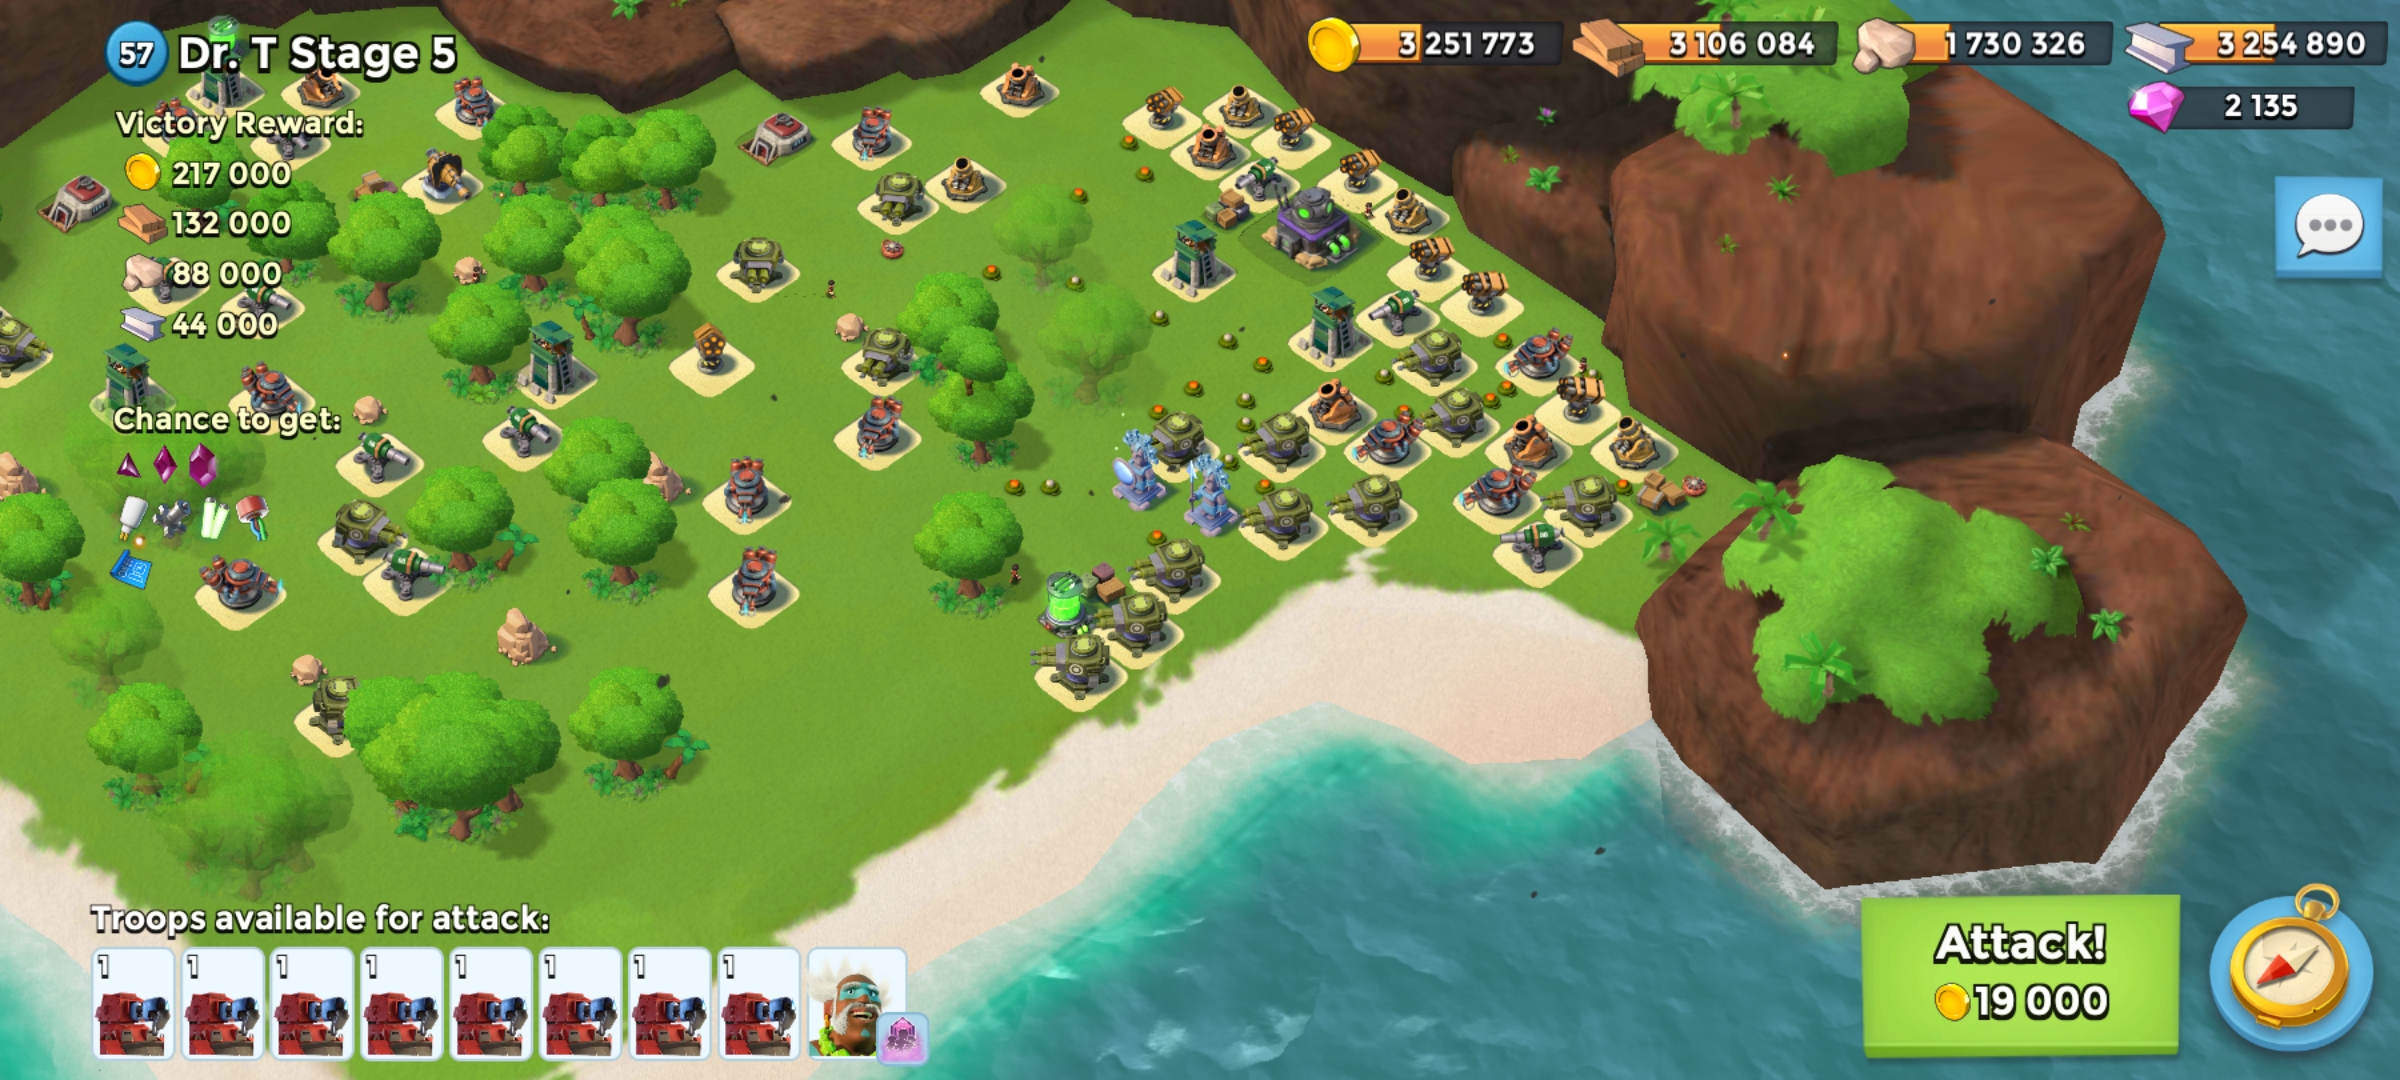 57 Dr. T Stage 5
3 251 773
3 106 084
1 730 326
3 254 890
2 135
Victory Reward:
217 000
132 000
88 000
44 000
Chance to get:
Troops available for attack:
1 1 1 1 1 1 1 1
Attack!
19 000